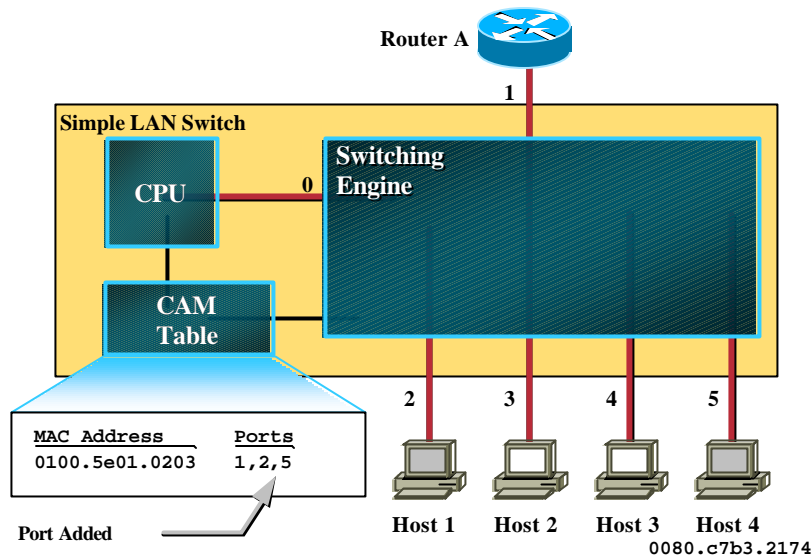 Router A
1
Simple LAN Switch
Switching
Engine
CPU
0
CAM
Table
2
3
4
5
MAC Address Ports
0100.5e01.0203 1,2,5
Port Added
Host 1
Host 2
Host 3
Host 4
0080.c7b3.2174